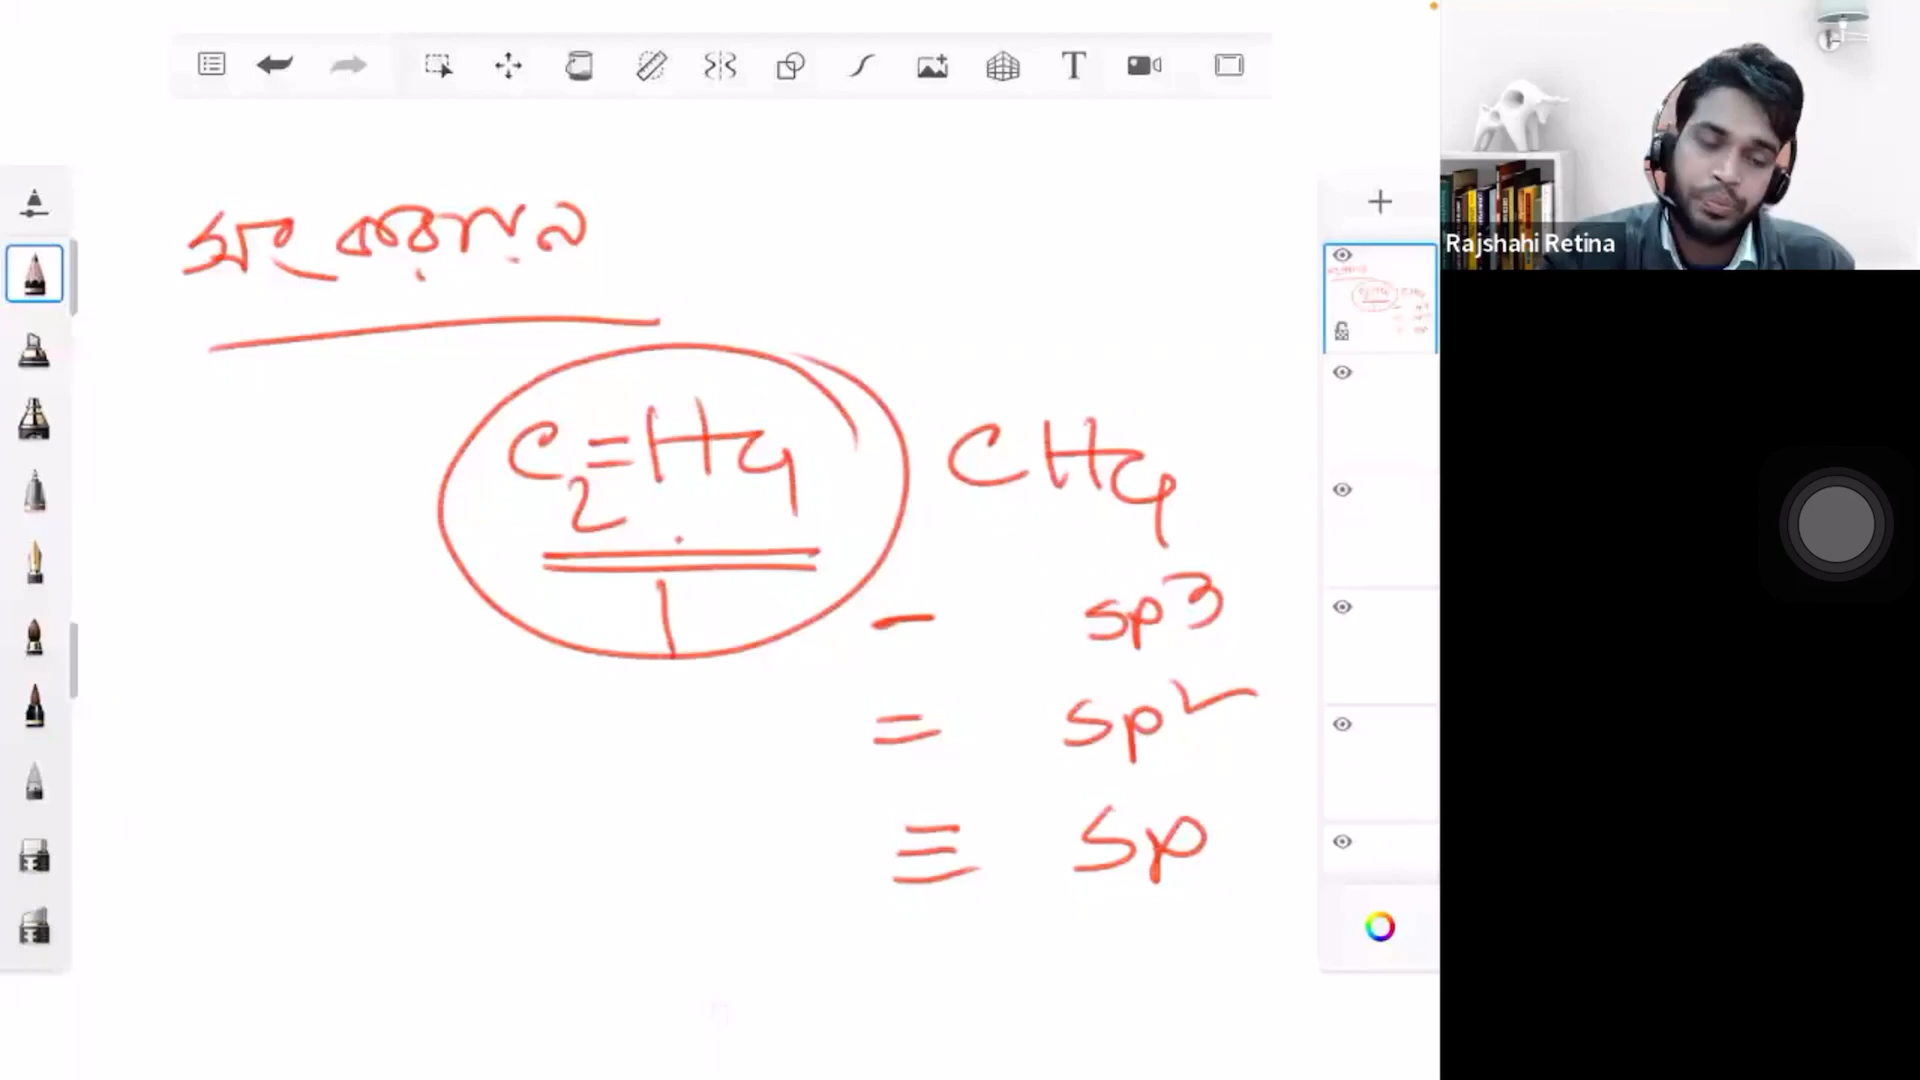 Rajshahi Retina
সংকরায়ন
C₂=H4 CH4
- sp3
= sp2
≡ sp
T